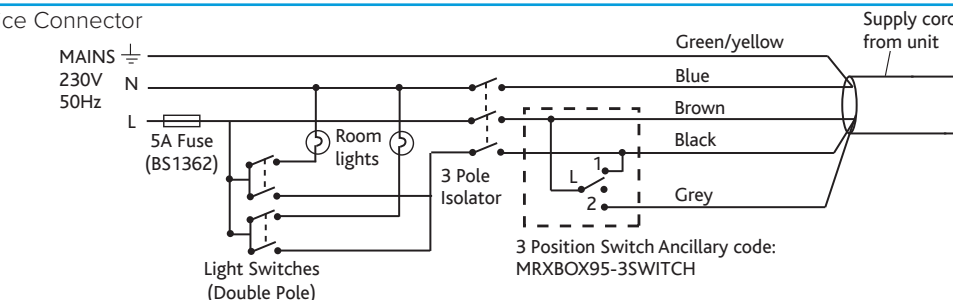 ce Connector
MAINS
230V
50Hz
N
L
5A Fuse
(BS1362)
Room
lights
3 Pole
Isolator
Light Switches
(Double Pole)
Green/yellow
Blue
Brown
Black
Grey
L
1
2
3 Position Switch Ancillary code:
MRXBOX95-3SWITCH
Supply cord
from unit